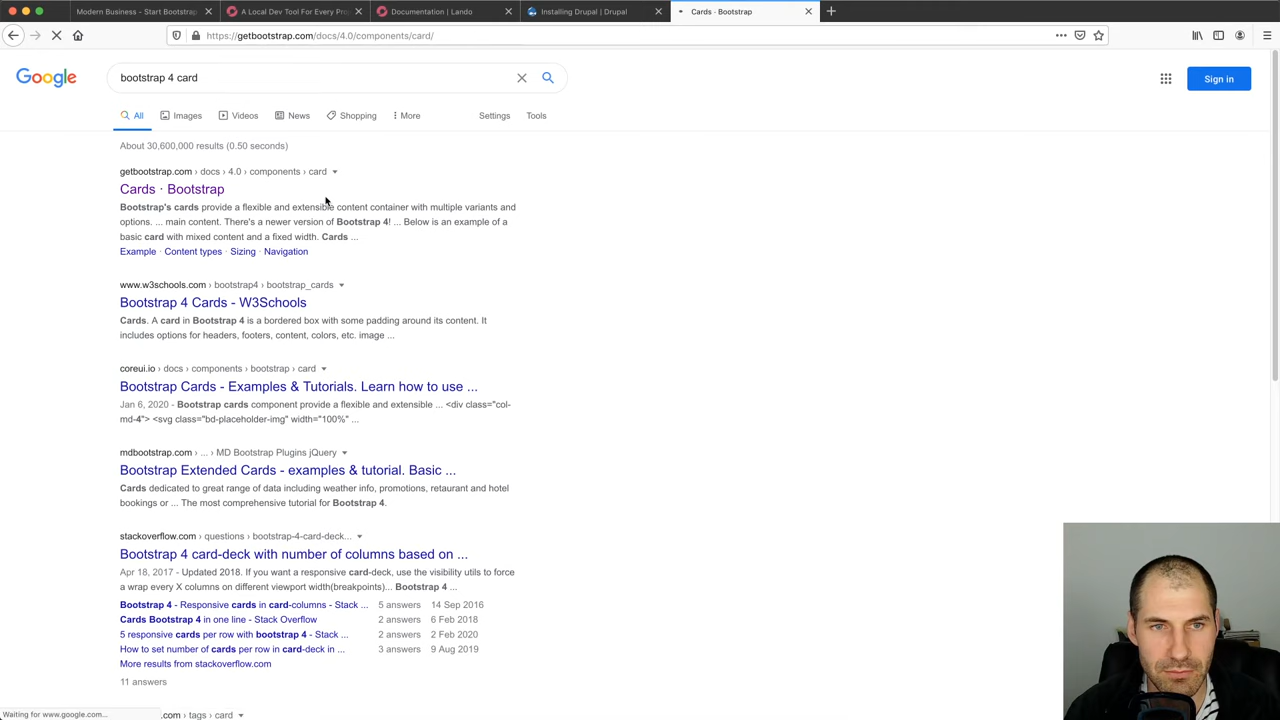 Modern Business - Start Bootstrap
A Local Dev Tool For Every Pro
Documentation | Lando
Installing Drupal | Drupal
Cards · Bootstrap
https://getbootstrap.com/docs/4.0/components/card/
Google
bootstrap 4 card
Sign in
All
Images
Videos
News
Shopping
More
Settings
Tools
About 30,600,000 results (0.50 seconds)
getbootstrap.com › docs › 4.0 › components › card
Cards · Bootstrap
Bootstrap's cards provide a flexible and extensible content container with multiple variants and
options. ... main content. There's a newer version of Bootstrap 4! ... Below is an example of a
basic card with mixed content and a fixed width. Cards ...
Example · Content types · Sizing · Navigation
www.w3schools.com › bootstrap4 › bootstrap_cards
Bootstrap 4 Cards - W3Schools
Cards. A card in Bootstrap 4 is a bordered box with some padding around its content. It
includes options for headers, footers, content, colors, etc. image ...
coreui.io › docs › components › bootstrap › card
Bootstrap Cards - Examples & Tutorials. Learn how to use ...
Jan 6, 2020 - Bootstrap cards component provide a flexible and extensible ... <div class="col-
md-4"> <svg class="bd-placeholder-img" width="100%" ...
mdbootstrap.com › ... › MD Bootstrap Plugins jQuery
Bootstrap Extended Cards - examples & tutorial. Basic ...
Cards dedicated to great range of data including weather info, promotions, retaurant and hotel
bookings or ... The most comprehensive tutorial for Bootstrap 4.
stackoverflow.com › questions › bootstrap-4-card-deck...
Bootstrap 4 card-deck with number of columns based on ...
Apr 18, 2017 - Updated 2018. If you want a responsive card-deck, use the visibility utils to force
a wrap every X columns on different viewport width(breakpoints)... Bootstrap 4 ...
Bootstrap 4 - Responsive cards in card-columns - Stack ... 5 answers 14 Sep 2016
Cards Bootstrap 4 in one line - Stack Overflow 2 answers 6 Feb 2018
5 responsive cards per row with bootstrap 4 - Stack ... 2 answers 2 Feb 2020
How to set number of cards per row in card-deck in ... 3 answers 9 Aug 2019
More results from stackoverflow.com
11 answers
Waiting for www.google.com...
.com › tags › card